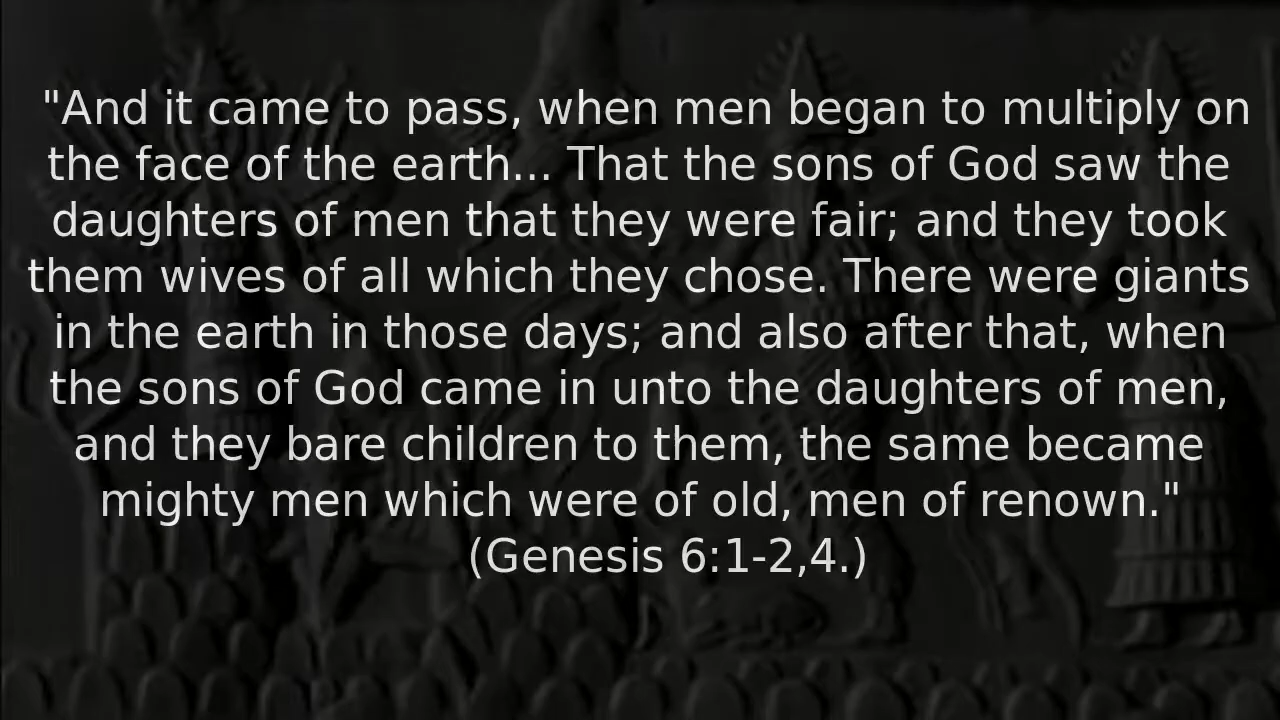 "And it came to pass, when men began to multiply on
the face of the earth... That the sons of God saw the
daughters of men that they were fair; and they took
them wives of all which they chose. There were giants
in the earth in those days; and also after that, when
the sons of God came in unto the daughters of men,
and they bare children to them, the same became
mighty men which were of old, men of renown."
(Genesis 6:1-2,4.)